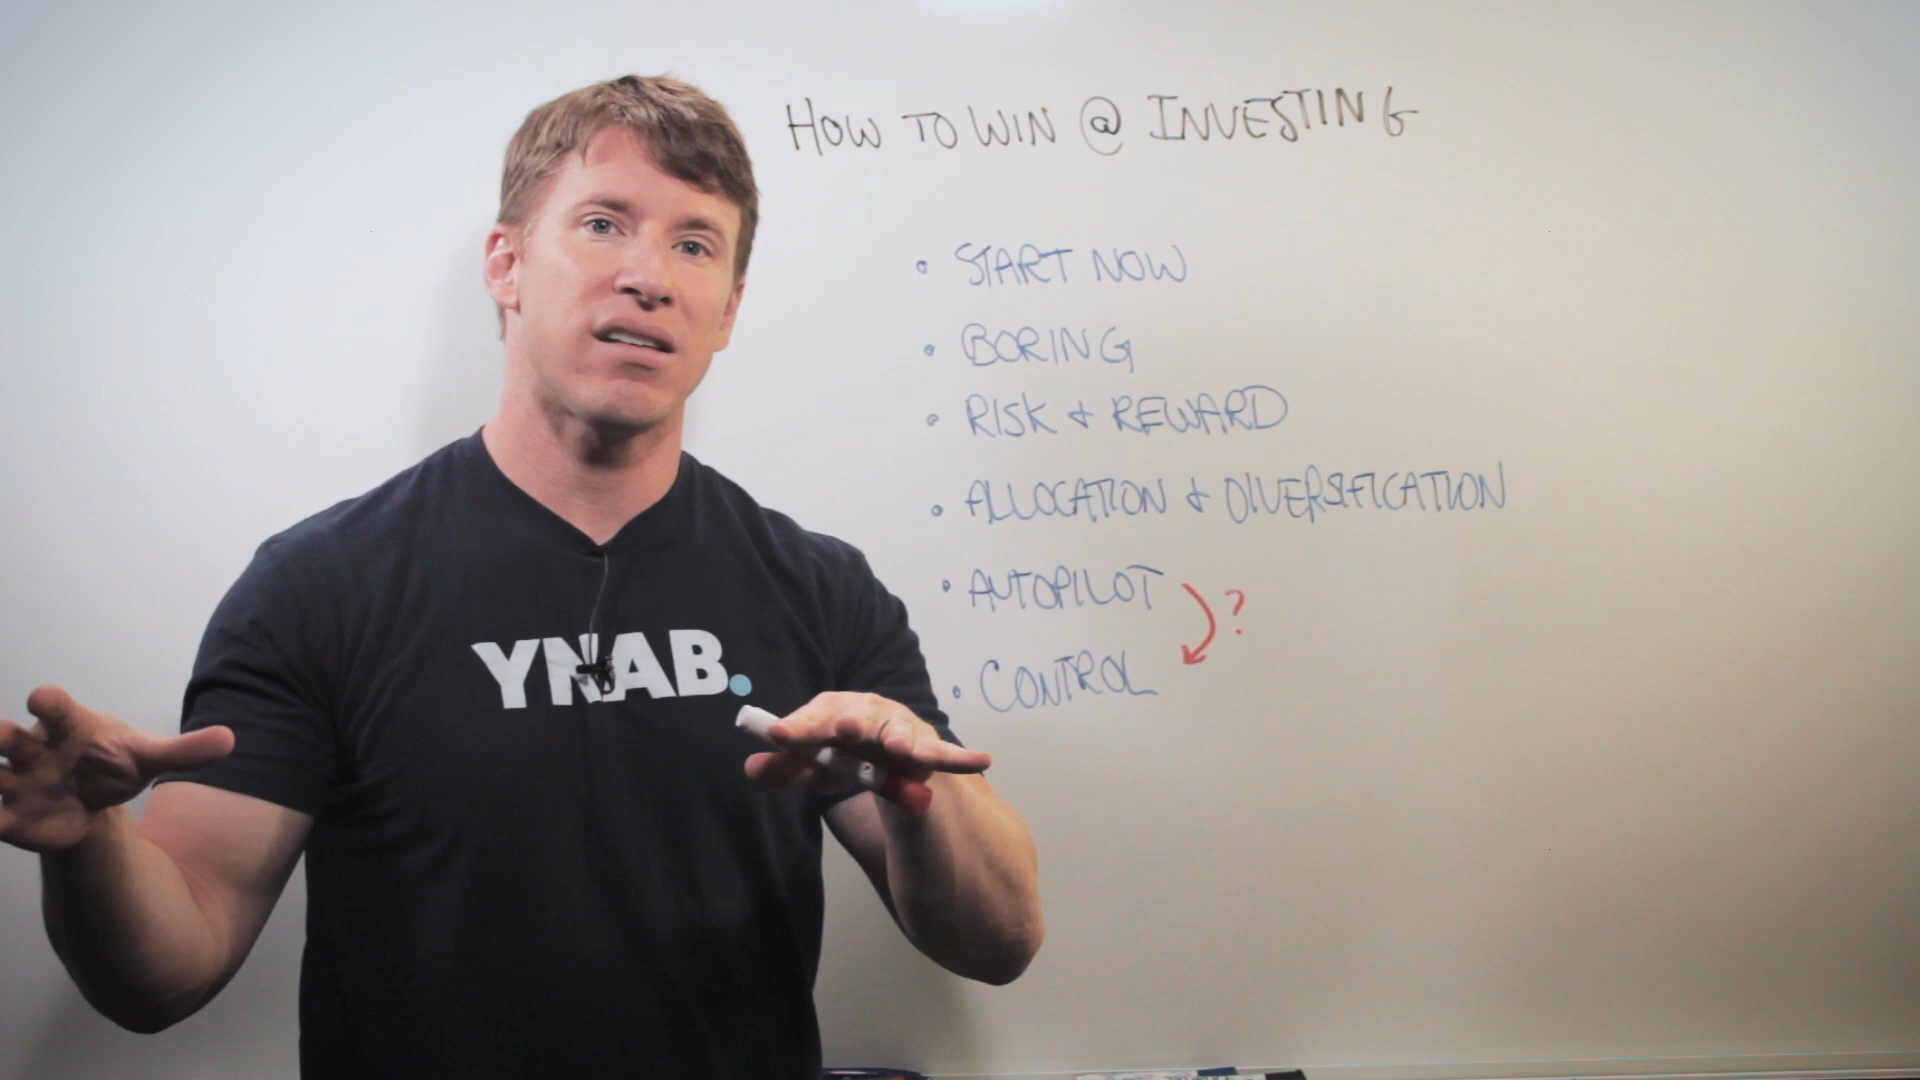 HOW TO WIN @ INVESTING
• START NOW
• BORING
• RISK & REWARD
• ALLOCATION & DIVERSIFICATION
• AUTOPILOT ?
• CONTROL
YNAB.